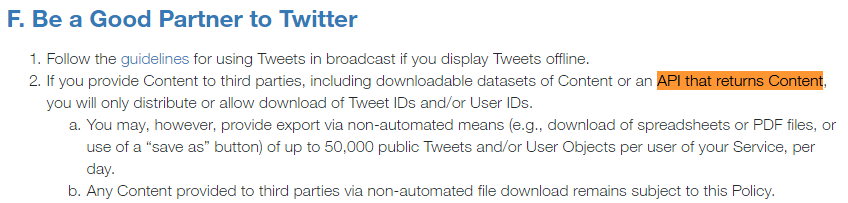 F. Be a Good Partner to Twitter
1. Follow the guidelines for using Tweets in broadcast if you display Tweets offline.
2. If you provide Content to third parties, including downloadable datasets of Content or an API that returns Content,
you will only distribute or allow download of Tweet IDs and/or User IDs.
a. You may, however, provide export via non-automated means (e.g., download of spreadsheets or PDF files, or
use of a “save as” button) of up to 50,000 public Tweets and/or User Objects per user of your Service, per
day.
b. Any Content provided to third parties via non-automated file download remains subject to this Policy.